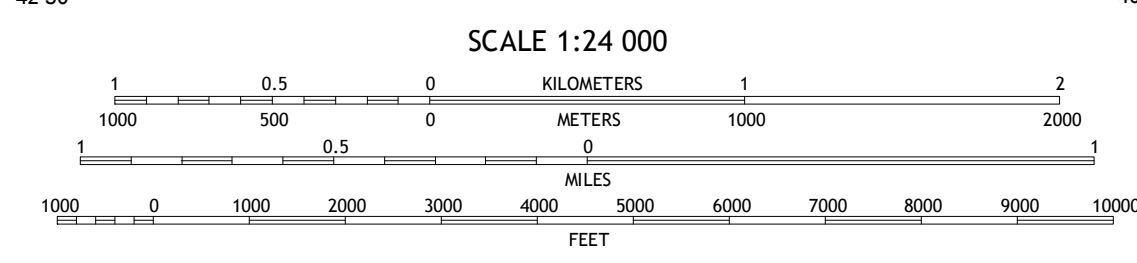 SCALE 1:24 000
1 0.5 0 KILOMETERS 1 2
1000 500 0 METERS 1000 2000
1 0.5 0 1
MILES
1000 0 1000 2000 3000 4000 5000 6000 7000 8000 9000 10000
FEET